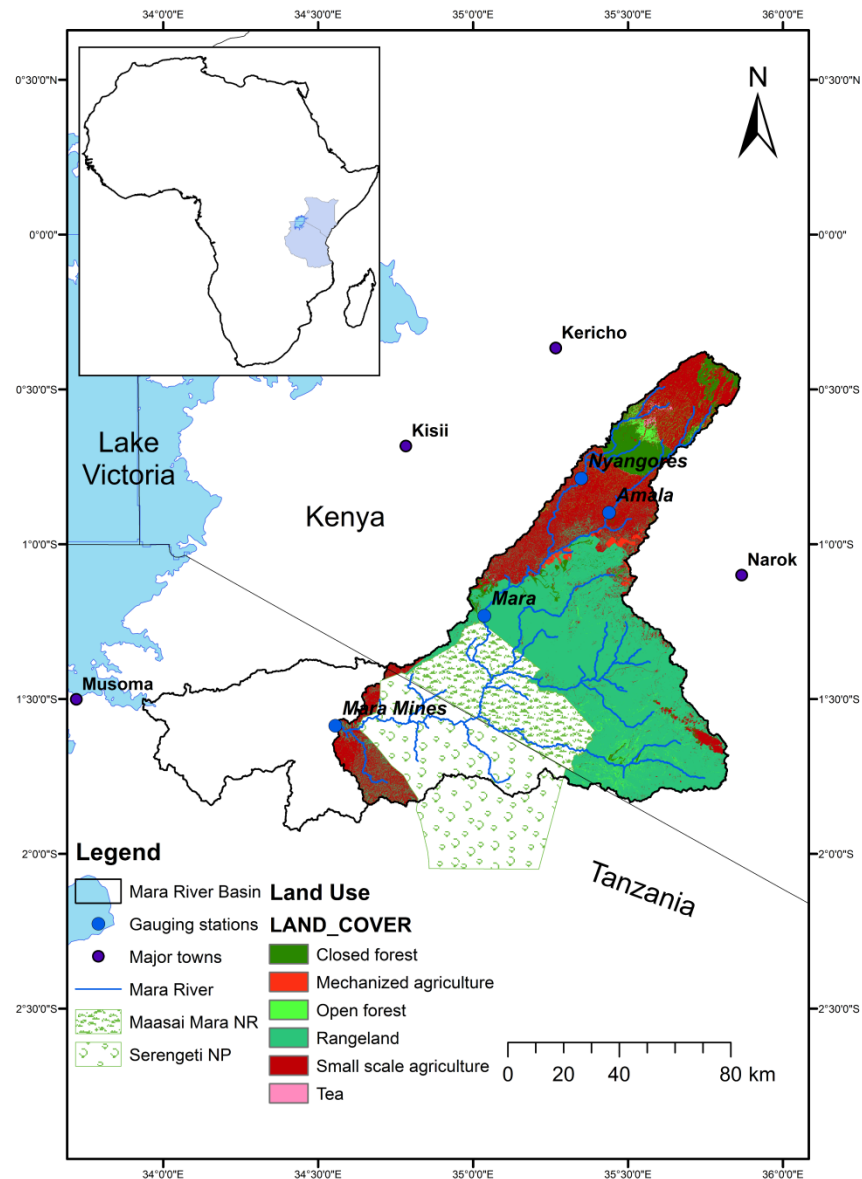 34°0'0"E
34°30'0"E
35°0'0"E
35°30'0"E
36°0'0"E
0°30'0"N
0°30'0"N
N
0°0'0"
0°0'0"
Kericho
0°30'0"S
0°30'0"S
Kisii
Lake
Victoria
Nyangores
Kenya
Amala
1°0'0"S
1°0'0"S
Narok
Mara
Musoma
1°30'0"S
1°30'0"S
Mara Mines
2°0'0"S
2°0'0"S
Tanzania
Legend
Mara River Basin
Gauging stations
Major towns
Mara River
Maasai Mara NR
Serengeti NP
Land Use
LAND_COVER
Closed forest
Mechanized agriculture
Open forest
Rangeland
Small scale agriculture
Tea
2°30'0"S
2°30'0"S
0 20 40 60 80 km
34°0'0"E
34°30'0"E
35°0'0"E
35°30'0"E
36°0'0"E